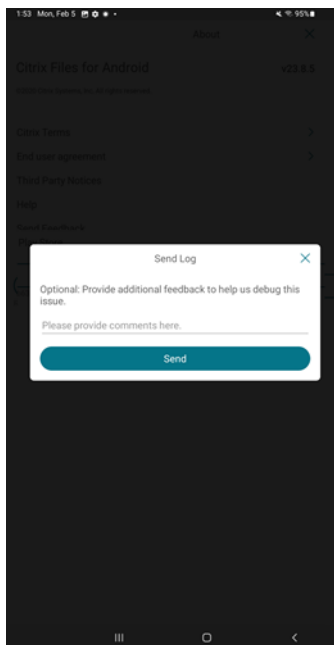 1:53 Mon, Feb 5
95%
About
Citrix Files for Android
v23.8.5
Citrix Terms
End user agreement
Third Party Notices
Help
Send Log
Optional: Provide additional feedback to help us debug this
issue.
Please provide comments here.
Send